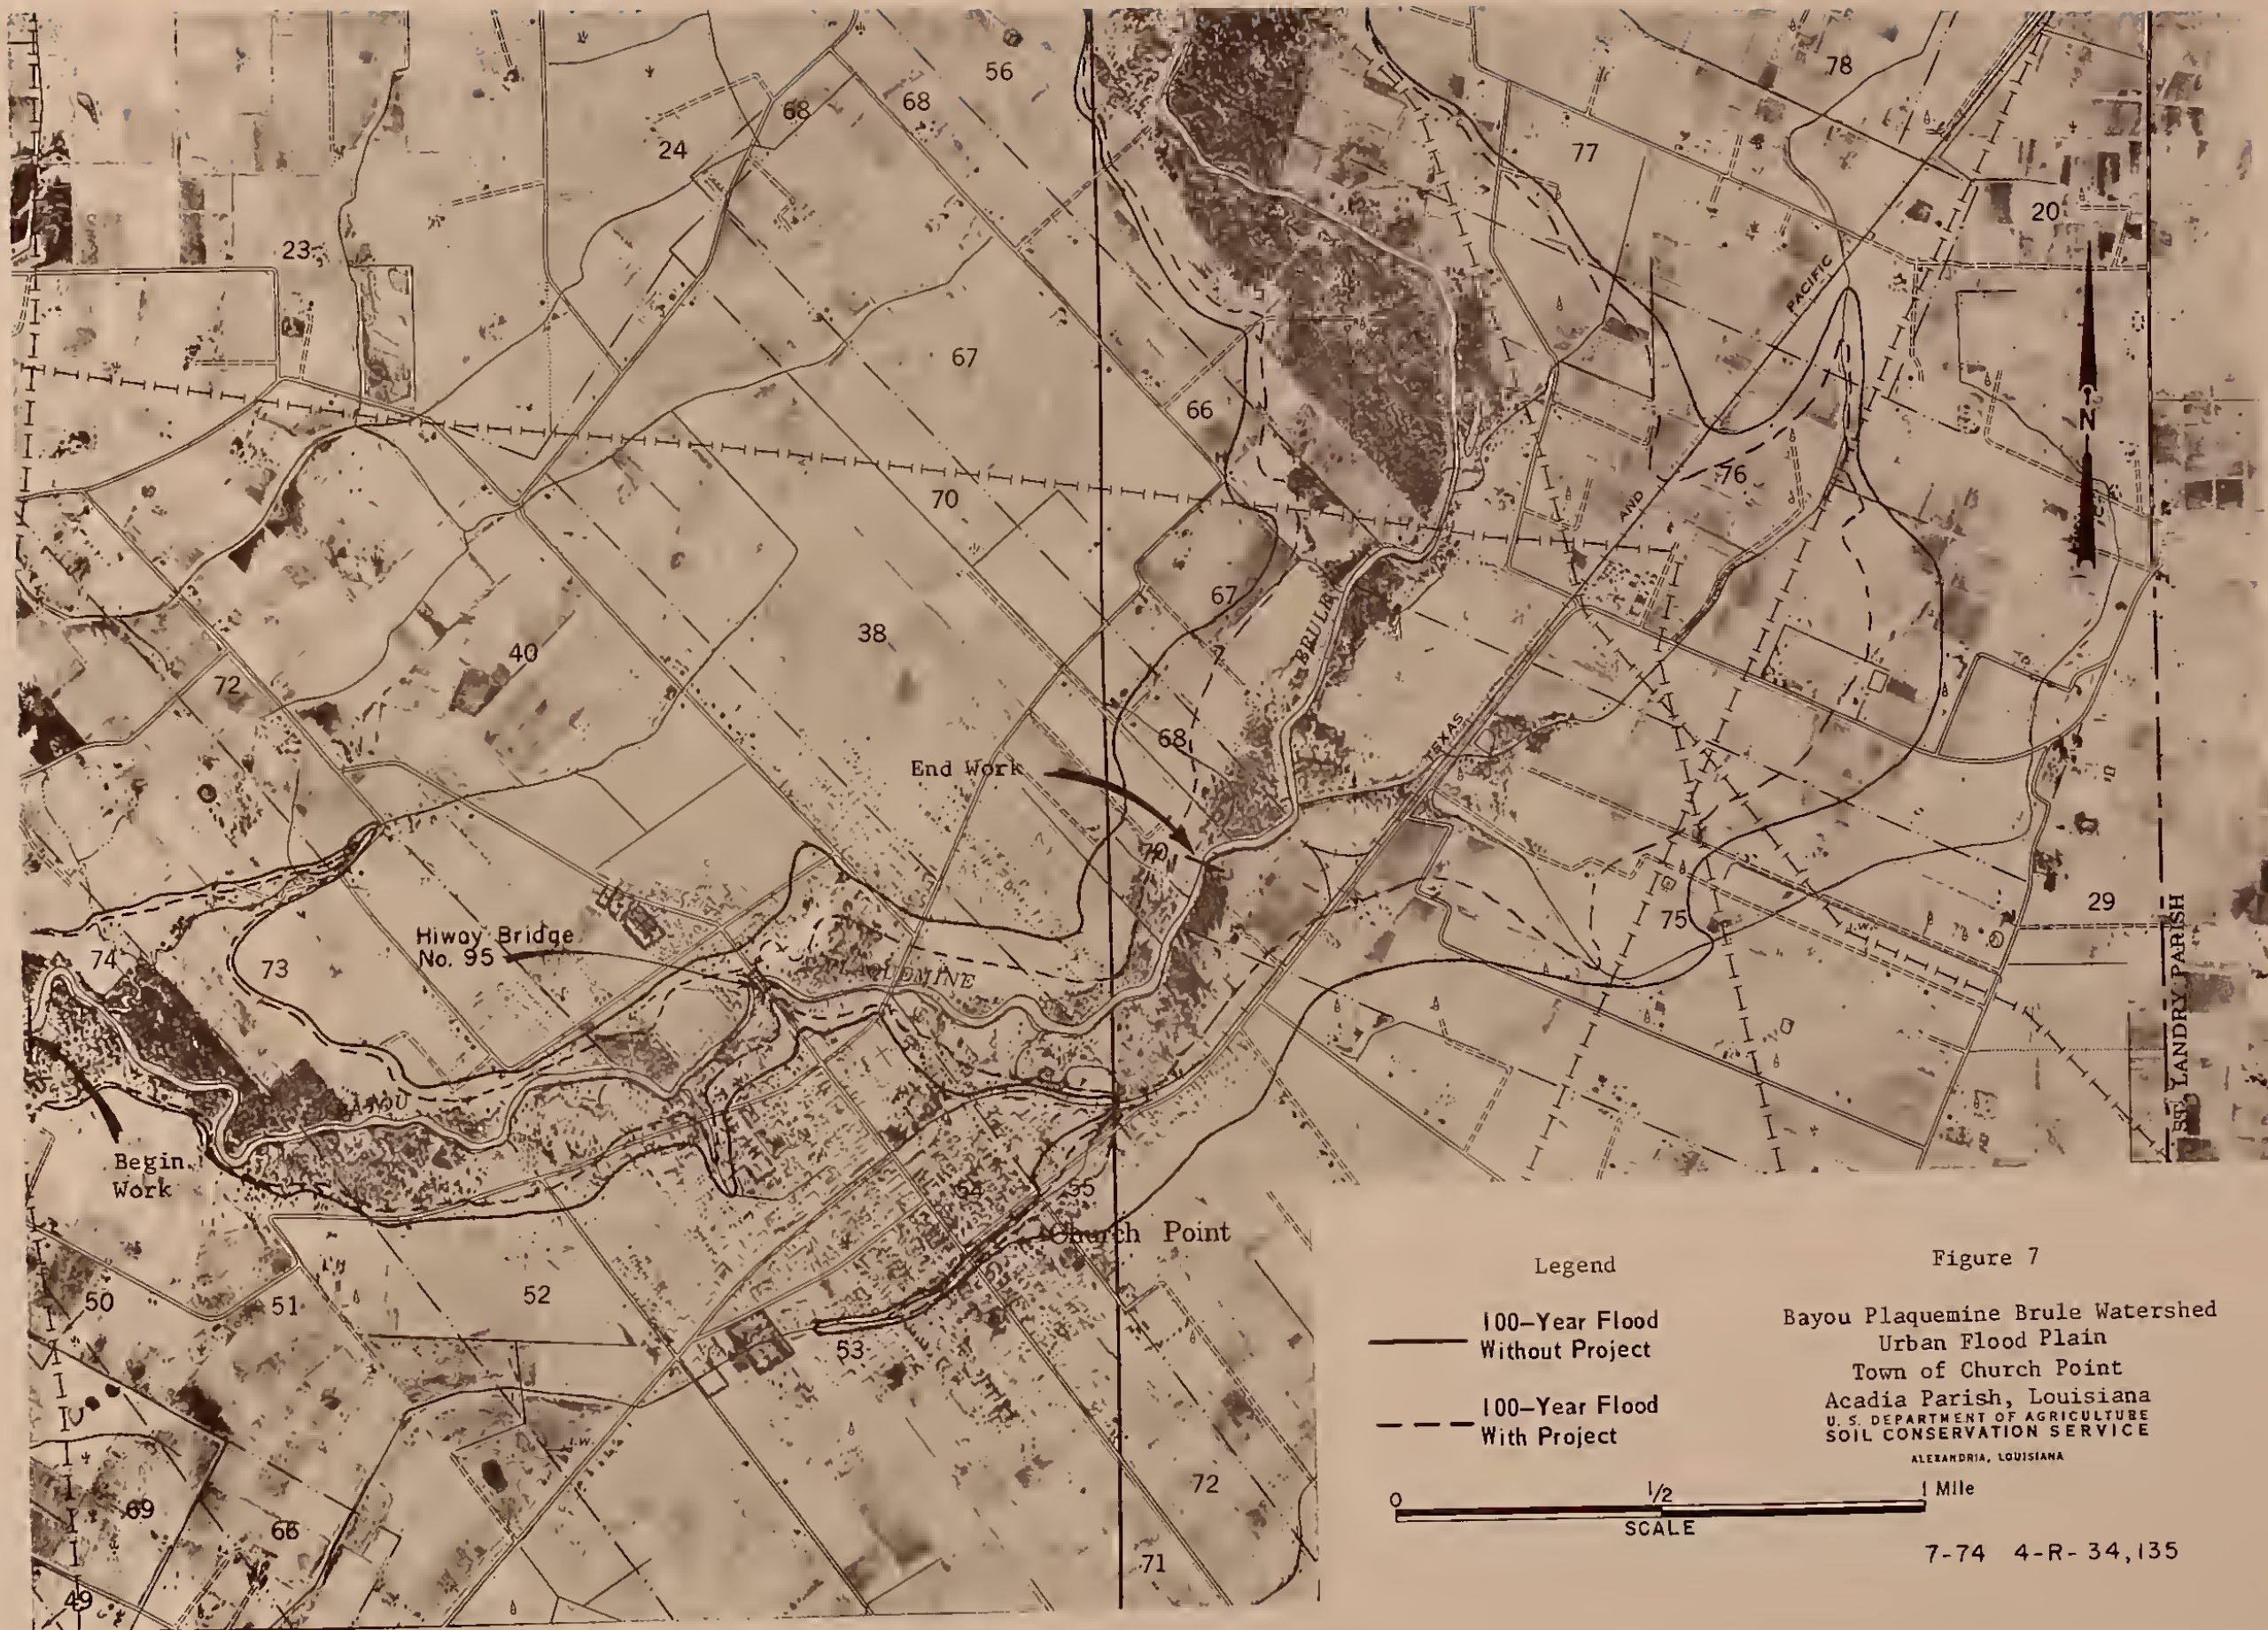 56
78
68
68
24
77
20
23
PACIFIC
67
66
N
76
70
AND
67
BRULE
7
38
40
72
68
TEXAS
End Work
70
29
75
J.W.
Hiway Bridge
No. 95
74
73
PLAQUEMINE
ST. LANDRY PARISH
BAYOU
Begin
Work
54
55
Church Point
50
51
52
53
J.W.
72
69
66
71
49
Legend
100-Year Flood
Without Project
100-Year Flood
With Project
Figure 7
Bayou Plaquemine Brule Watershed
Urban Flood Plain
Town of Church Point
Acadia Parish, Louisiana
U. S. DEPARTMENT OF AGRICULTURE
SOIL CONSERVATION SERVICE
ALEXANDRIA, LOUISIANA
0 1/2 1 Mile
SCALE
7-74 4-R-34,135